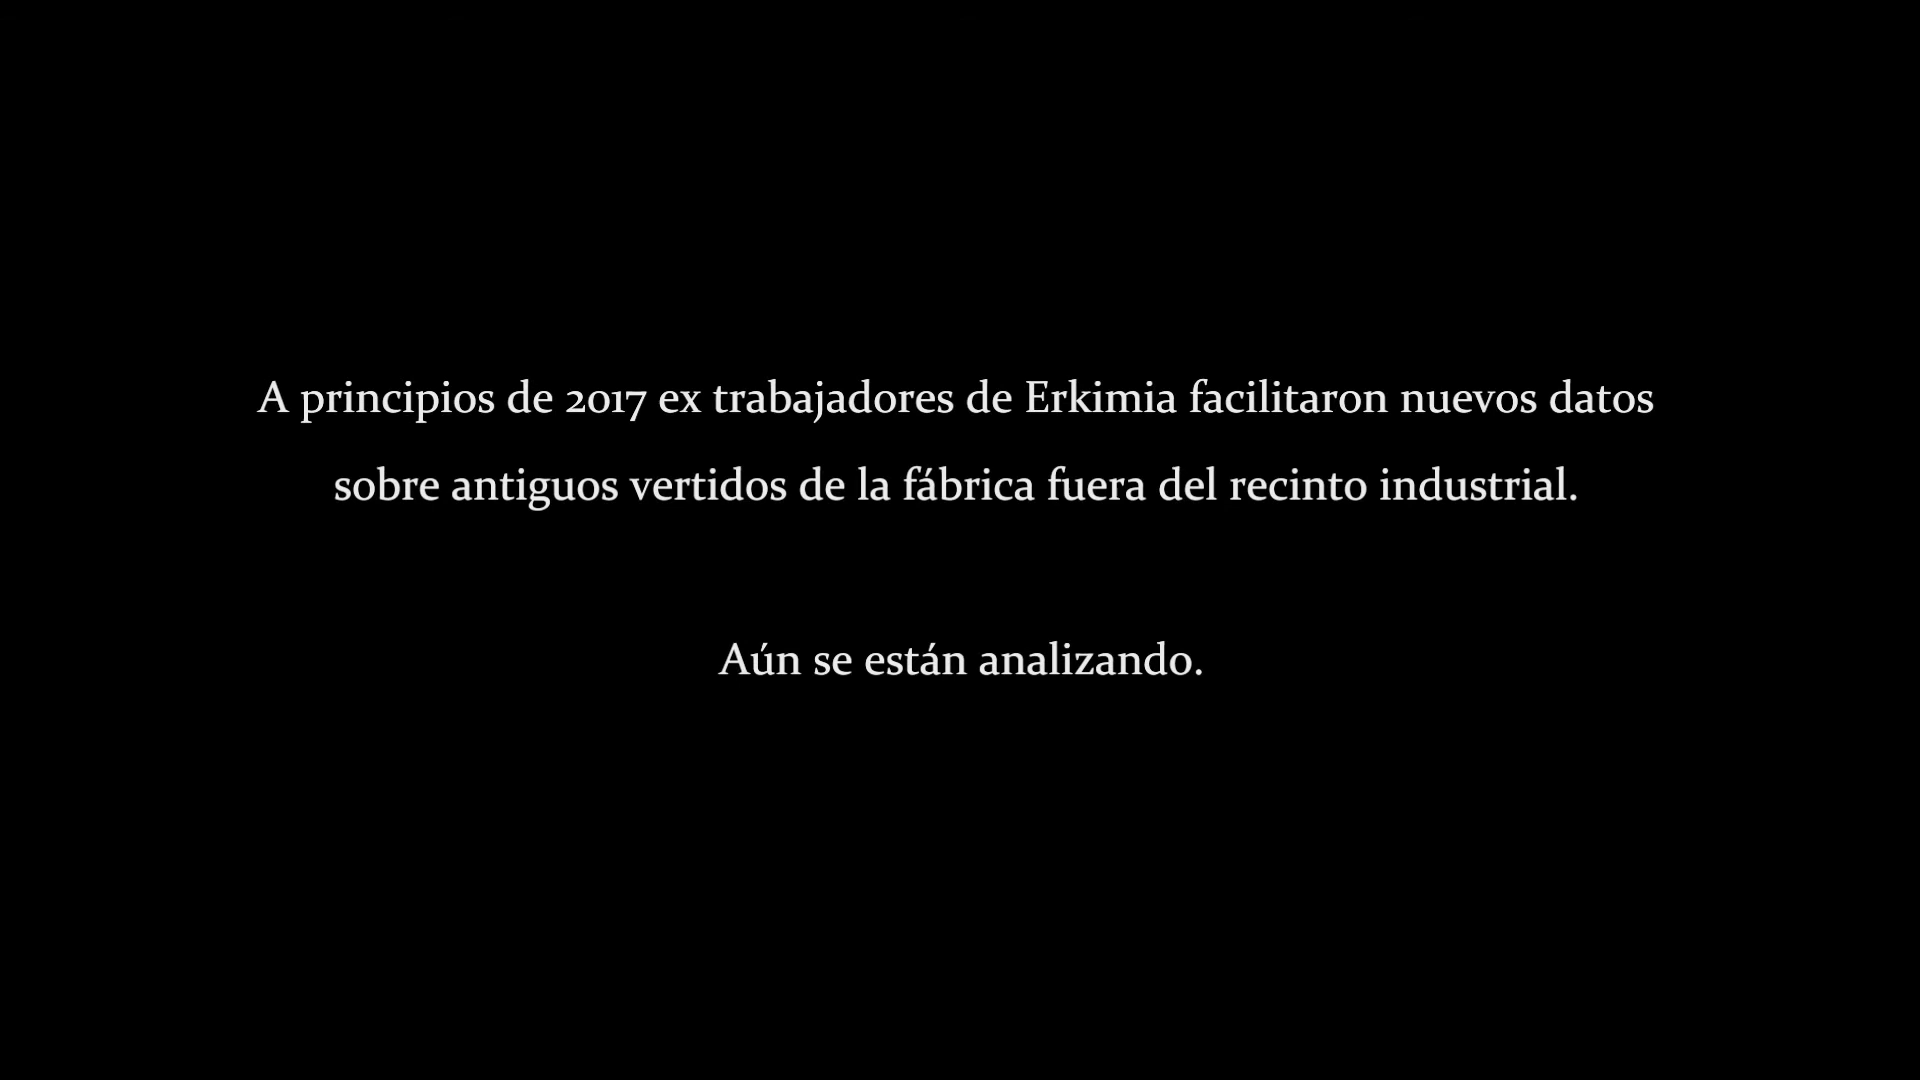 A principios de 2017 ex trabajadores de Erkimia facilitaron nuevos datos
sobre antiguos vertidos de la fábrica fuera del recinto industrial.
Aún se están analizando.